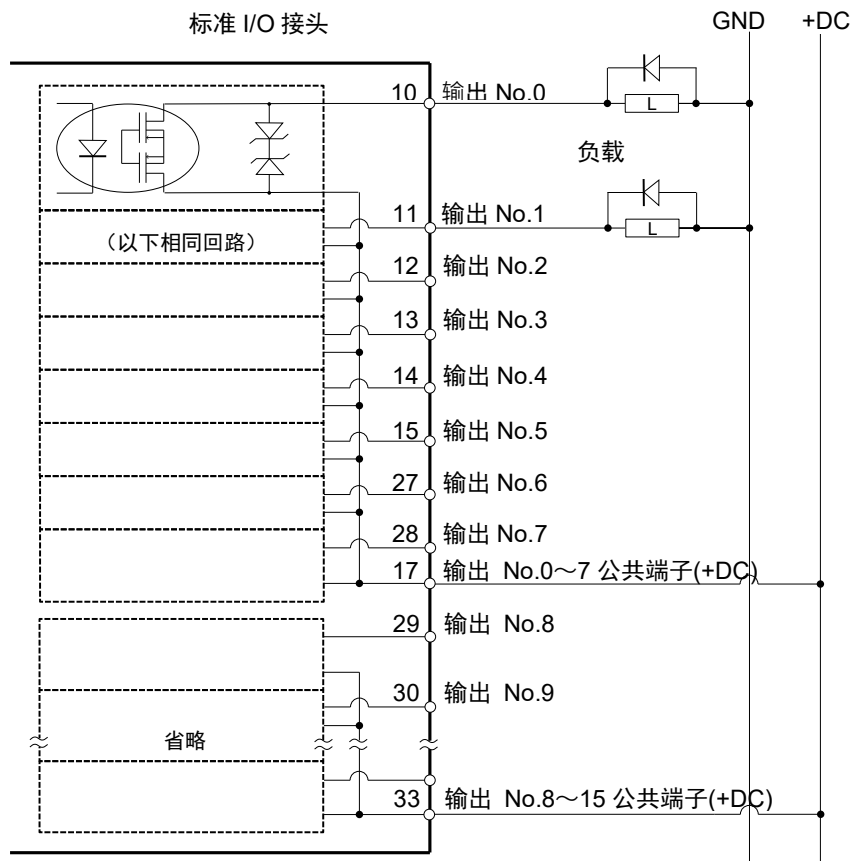 标准 I/O 接头
GND
+DC
10
输出 No.0
L
负载
11
输出 No.1
L
（以下相同回路）
12
输出 No.2
13
输出 No.3
14
输出 No.4
15
输出 No.5
27
输出 No.6
28
输出 No.7
17
输出 No.0～7 公共端子(+DC)
29
输出 No.8
30
输出 No.9
省略
33
输出 No.8～15 公共端子(+DC)